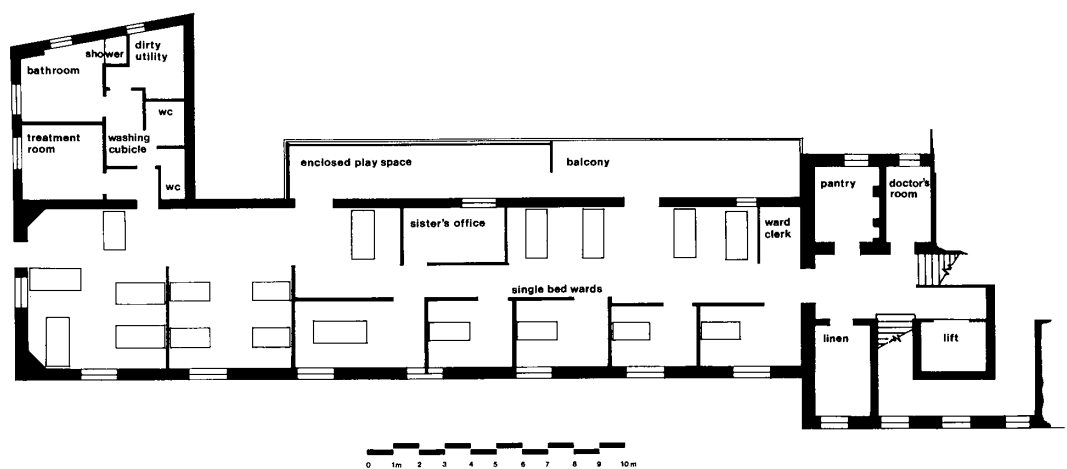 shower
dirty
utility
bathroom
wc
treatment
room
washing
cubicle
wc
enclosed play space
balcony
pantry
doctor's
room
sister's office
ward
clerk
single bed wards
linen
lift
0 1m 2 3 4 5 6 7 8 9 10m